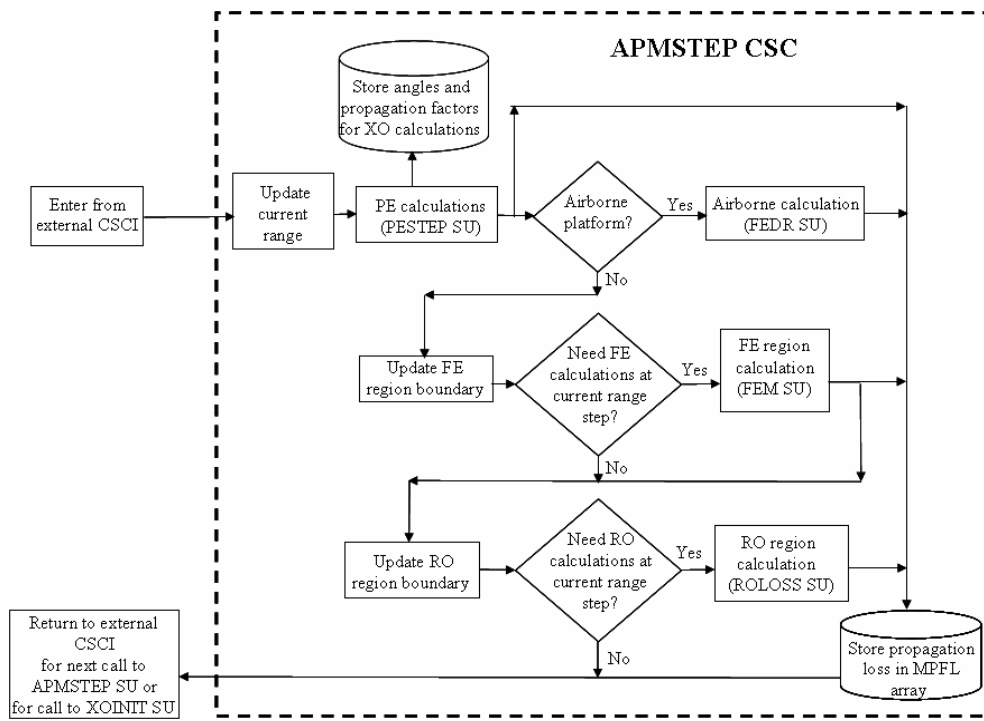 APMSTEP CSC
Store angles and
propagation factors
for XO calculations
Enter from
external CSCI
Update
current
range
PE calculations
(PESTEP SU)
Airborne
platform?
Yes
Airborne calculation
(FEDR SU)
No
Update FE
region boundary
Need FE
calculations at
current range
step?
Yes
FE region
calculation
(FEM SU)
No
Update RO
region boundary
Need RO
calculations at
current range
step?
Yes
RO region
calculation
(ROLOSS SU)
No
Return to external
CSCI
for next call to
APMSTEP SU or
for call to XOINIT SU
Store propagation
loss in MPFL
array